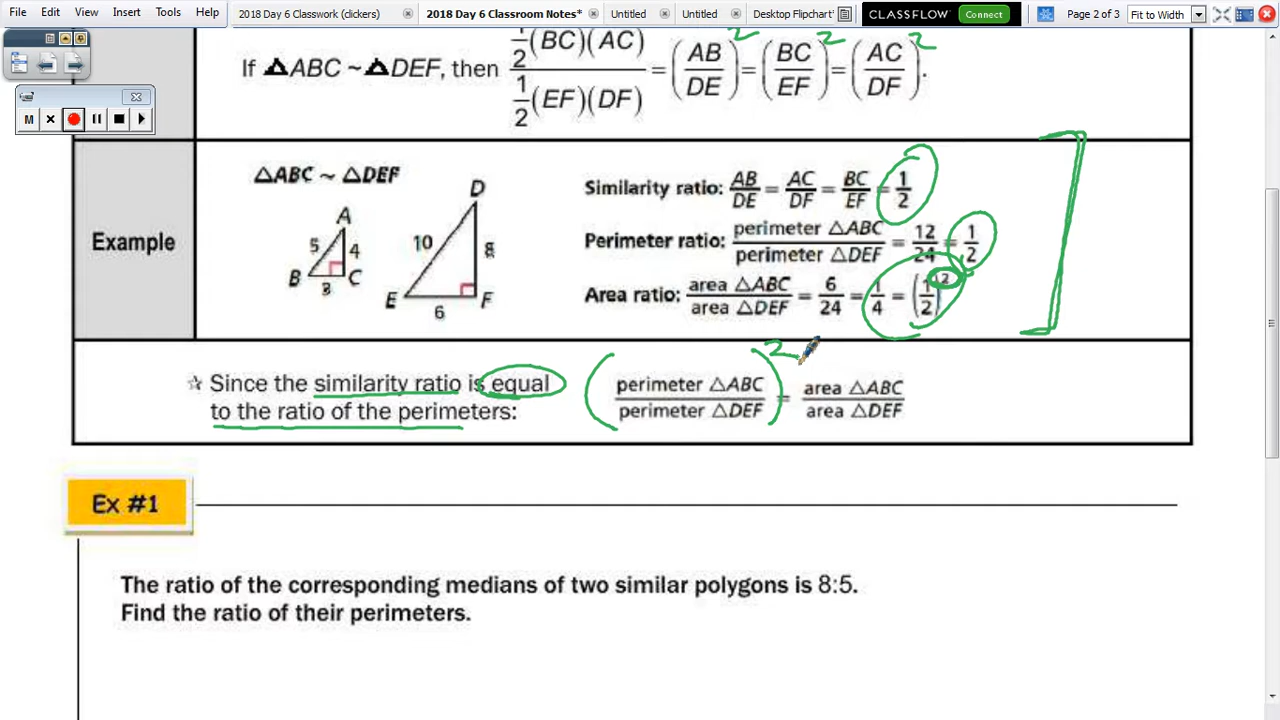 File Edit View Insert Tools Help 2018 Day 6 Classwork (clickers) 2018 Day 6 Classroom Notes* Untitled Untitled Desktop Flipchart* CLASSFLOW Connect Page 2 of 3 Fit to Width
M
If △ABC ~ △DEF, then ½(BC)(AC) / ½(EF)(DF) = (AB/DE)² = (BC/EF)² = (AC/DF)².
Example
△ABC ~ △DEF
A
5 4
B C
3
D
10 8
E F
6
Similarity ratio: AB/DE = AC/DF = BC/EF = 1/2
Perimeter ratio: perimeter △ABC / perimeter △DEF = 12/24 = 1/2
Area ratio: area △ABC / area △DEF = 6/24 = 1/4 = (1/2)²
☆ Since the similarity ratio is equal
to the ratio of the perimeters:
(perimeter △ABC / perimeter △DEF)² = area △ABC / area △DEF
Ex #1
The ratio of the corresponding medians of two similar polygons is 8:5.
Find the ratio of their perimeters.